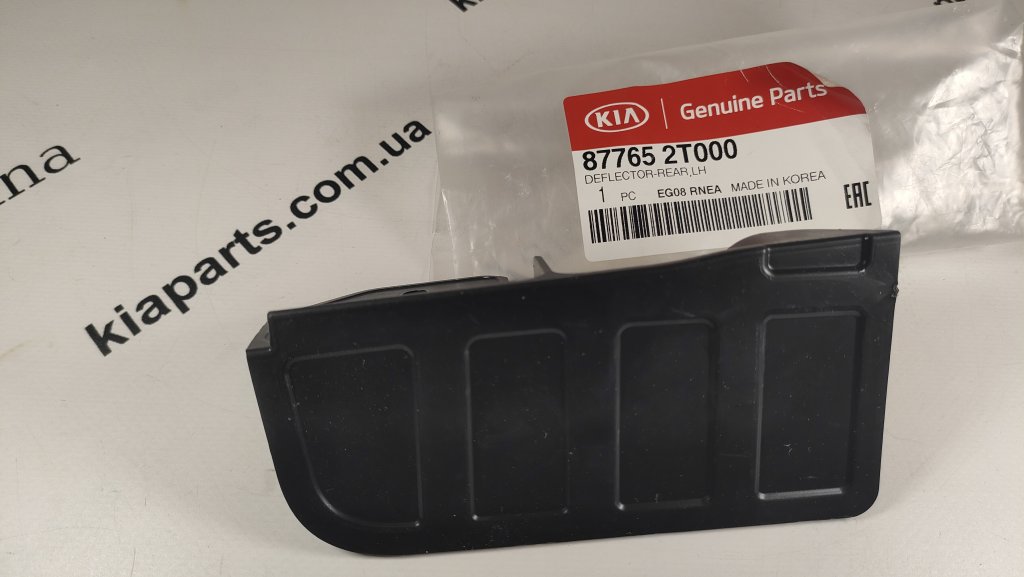 na
kiaparts.com.ua
KIA | Genuine Parts
87765 2T000
DEFLECTOR-REAR,LH
1 PC EG08 RNEA MADE IN KOREA
EAC